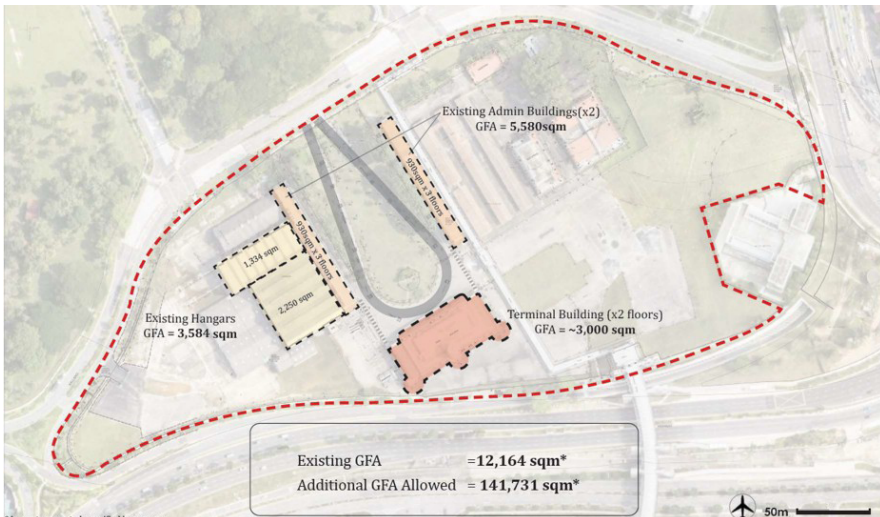 Existing Admin Buildings(x2)
GFA = 5,580sqm
930sqm x 3 floors
930sqm x 3 floors
1,334 sqm
2,250 sqm
Existing Hangars
GFA = 3,584 sqm
Terminal Building (x2 floors)
GFA = ~3,000 sqm
Existing GFA =12,164 sqm*
Additional GFA Allowed = 141,731 sqm*
50m